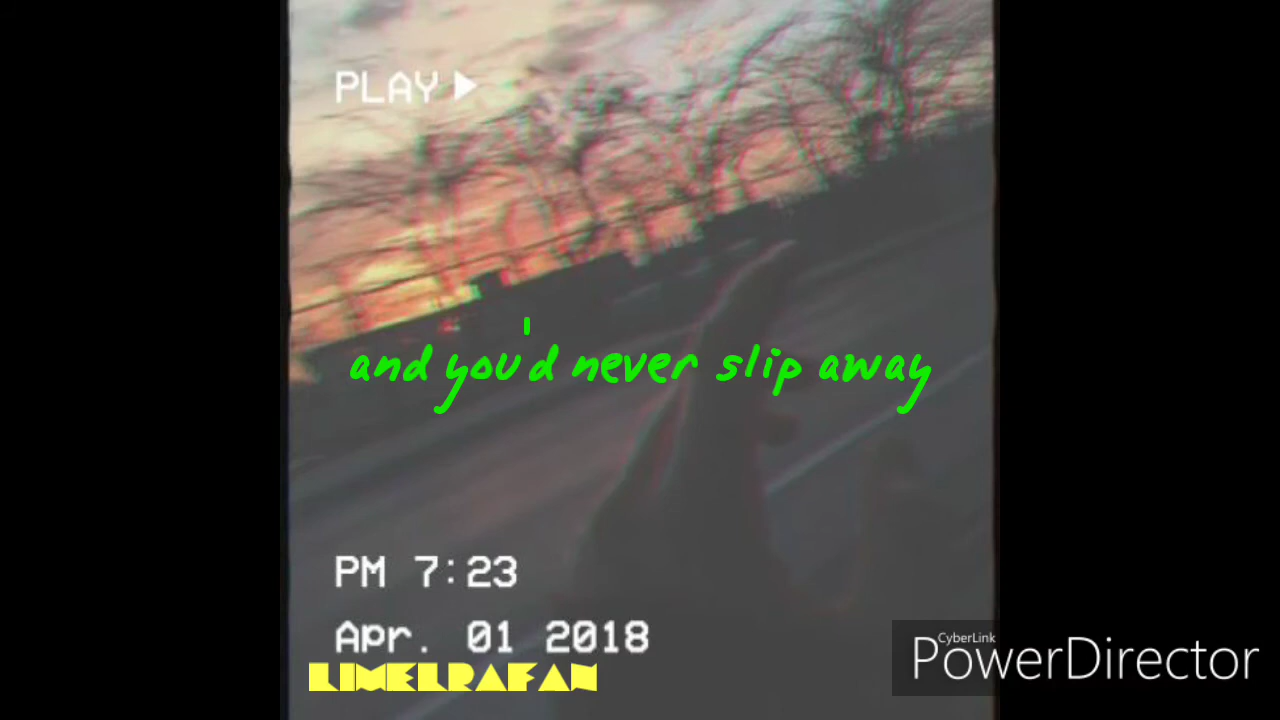 PLAY ▶
and you'd never slip away
PM 7:23
Apr. 01 2018
LIMELRAFAN
CyberLink
PowerDirector